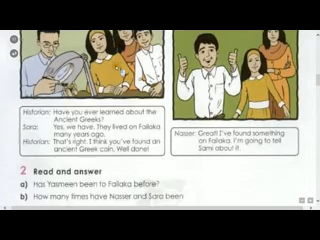 Historian: Have you ever learned about the
Ancient Greeks?
Sara: Yes, we have. They lived on Failaka
many years ago.
Historian: That's right. I think you've found an
ancient Greek coin. Well done!
Nasser: Great! I've found something
on Failaka. I'm going to tell
Sami about it.
2 Read and answer
a) Has Yasmeen been to Failaka before?
b) How many times have Nasser and Sara been